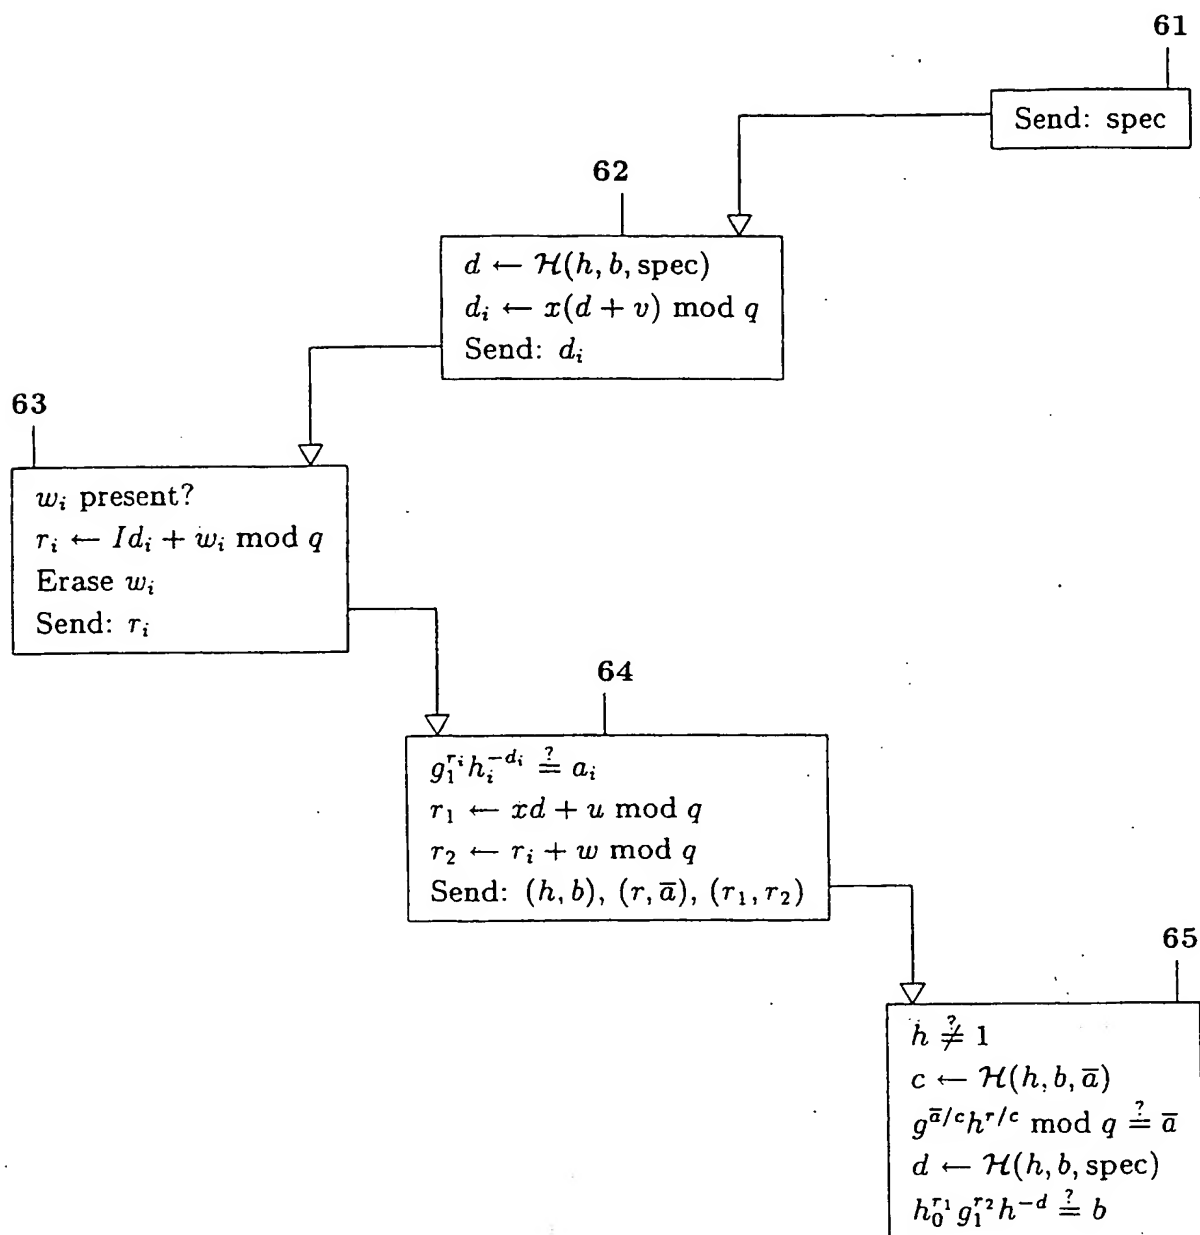 61
Send: spec
62
d ← ℋ(h, b, spec)
d_i ← x(d + v) mod q
Send: d_i
63
w_i present?
r_i ← Id_i + w_i mod q
Erase w_i
Send: r_i
64
g_1^{r_i} h_i^{-d_i} ≟ a_i
r_1 ← xd + u mod q
r_2 ← r_i + w mod q
Send: (h, b), (r, a̅), (r_1, r_2)
65
h ≠? 1
c ← ℋ(h, b, a̅)
g^{a̅/c} h^{r/c} mod q ≟ a̅
d ← ℋ(h, b, spec)
h_0^{r_1} g_1^{r_2} h^{-d} ≟ b